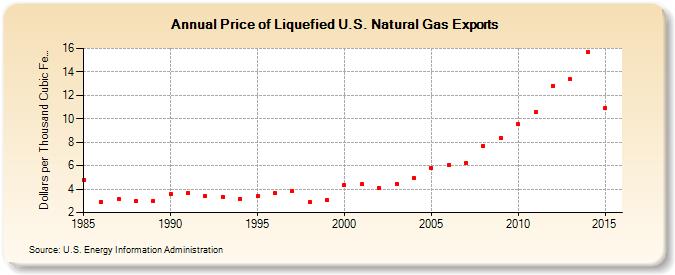 Annual Price of Liquefied U.S. Natural Gas Exports
Dollars per Thousand Cubic Fe...
16
14
12
10
8
6
4
2
1985 1990 1995 2000 2005 2010 2015
Source: U.S. Energy Information Administration